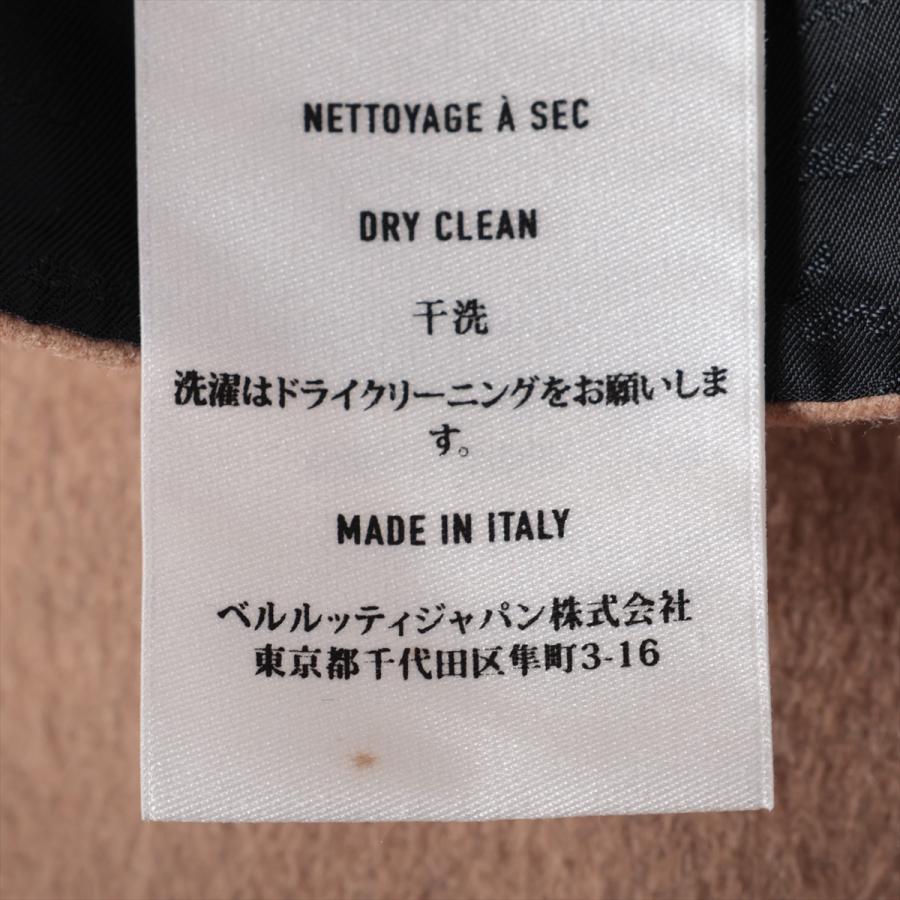 NETTOYAGE À SEC
DRY CLEAN
干洗
洗濯はドライクリーニングをお願いしま
す。
MADE IN ITALY
ベルルッティジャパン株式会社
東京都千代田区隼町3-16